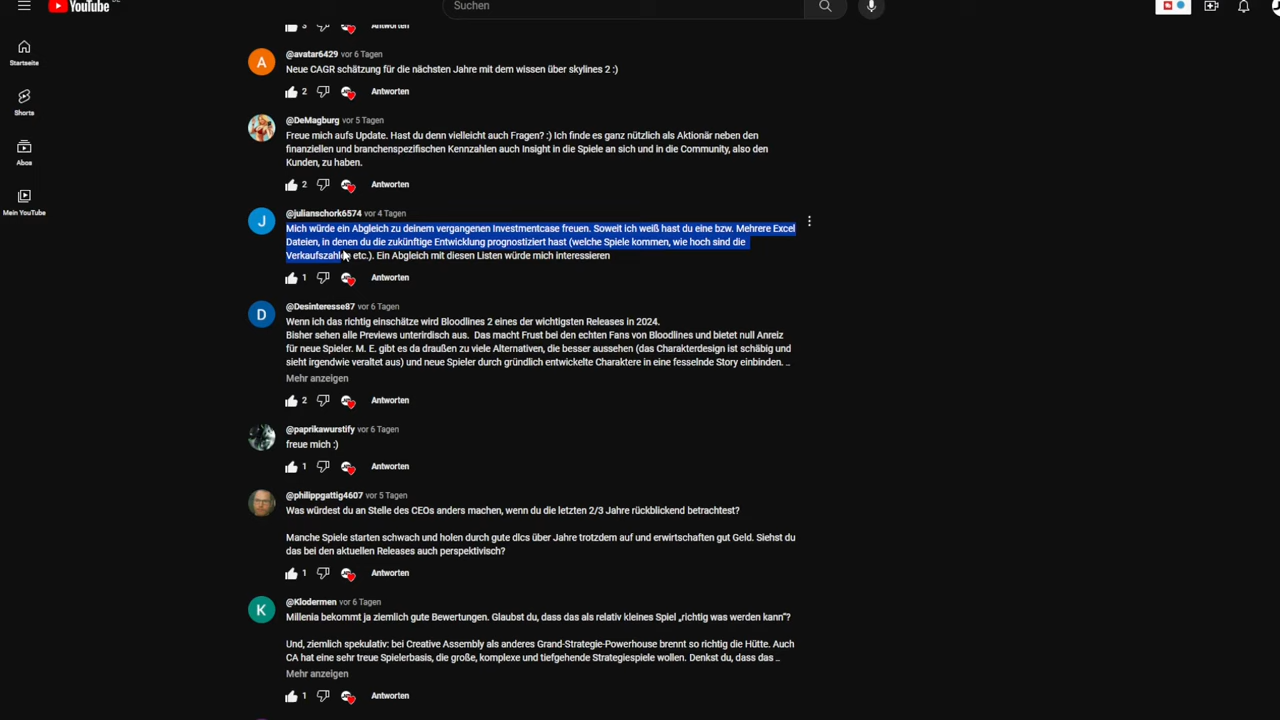 YouTube
DE
Suchen
3 Antworten
Startseite
Shorts
Abos
Mein YouTube
A
@avatar6429 vor 6 Tagen
Neue CAGR schätzung für die nächsten Jahre mit dem wissen über skylines 2 :)
2 Antworten
@DeMagburg vor 5 Tagen
Freue mich aufs Update. Hast du denn vielleicht auch Fragen? :) Ich finde es ganz nützlich als Aktionär neben den
finanziellen und branchenspezifischen Kennzahlen auch Insight in die Spiele an sich und in die Community, also den
Kunden, zu haben.
2 Antworten
J
@julianschork6574 vor 4 Tagen
Mich würde ein Abgleich zu deinem vergangenen Investmentcase freuen. Soweit ich weiß hast du eine bzw. Mehrere Excel
Dateien, in denen du die zukünftige Entwicklung prognostiziert hast (welche Spiele kommen, wie hoch sind die
Verkaufszahlen etc.). Ein Abgleich mit diesen Listen würde mich interessieren
1 Antworten
D
@Desinteresse87 vor 6 Tagen
Wenn ich das richtig einschätze wird Bloodlines 2 eines der wichtigsten Releases in 2024.
Bisher sehen alle Previews unterirdisch aus. Das macht Frust bei den echten Fans von Bloodlines und bietet null Anreiz
für neue Spieler. M. E. gibt es da draußen zu viele Alternativen, die besser aussehen (das Charakterdesign ist schäbig und
sieht irgendwie veraltet aus) und neue Spieler durch gründlich entwickelte Charaktere in eine fesselnde Story einbinden. ..
Mehr anzeigen
2 Antworten
@paprikawurstify vor 6 Tagen
freue mich :)
1 Antworten
@philippgattig4607 vor 5 Tagen
Was würdest du an Stelle des CEOs anders machen, wenn du die letzten 2/3 Jahre rückblickend betrachtest?
Manche Spiele starten schwach und holen durch gute dlcs über Jahre trotzdem auf und erwirtschaften gut Geld. Siehst du
das bei den aktuellen Releases auch perspektivisch?
1 Antworten
K
@Klodermen vor 6 Tagen
Millenia bekommt ja ziemlich gute Bewertungen. Glaubst du, dass das als relativ kleines Spiel „richtig was werden kann"?
Und, ziemlich spekulativ: bei Creative Assembly als anderes Grand-Strategie-Powerhouse brennt so richtig die Hütte. Auch
CA hat eine sehr treue Spielerbasis, die große, komplexe und tiefgehende Strategiespiele wollen. Denkst du, dass das ..
Mehr anzeigen
1 Antworten